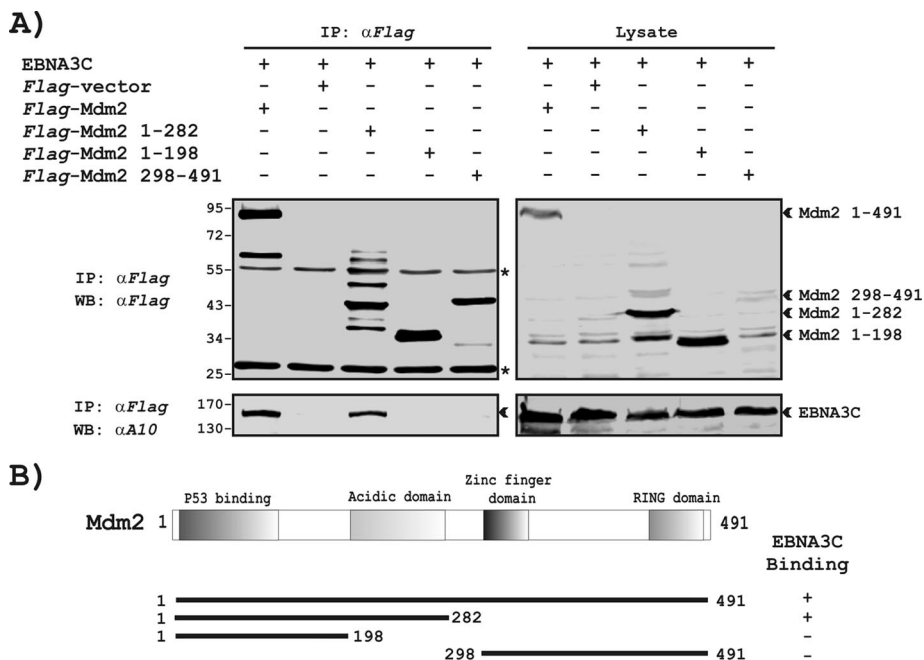 A)
IP: αFlag Lysate
EBNA3C + + + + + + + + + +
Flag-vector - + - - - - + - - -
Flag-Mdm2 + - - - - + - - - -
Flag-Mdm2 1-282 - - + - - - - + - -
Flag-Mdm2 1-198 - - - + - - - - + -
Flag-Mdm2 298-491 - - - - + - - - - +
95-
Mdm2 1-491
72-
55- *
IP: αFlag
WB: αFlag
Mdm2 298-491
43-
Mdm2 1-282
34- Mdm2 1-198
25- *
170-
IP: αFlag
EBNA3C
WB: αA10
130-
B)
P53 binding Acidic domain Zinc finger domain RING domain
Mdm2 1 491
EBNA3C
Binding
1 491 +
1 282 +
1 198 -
298 491 -